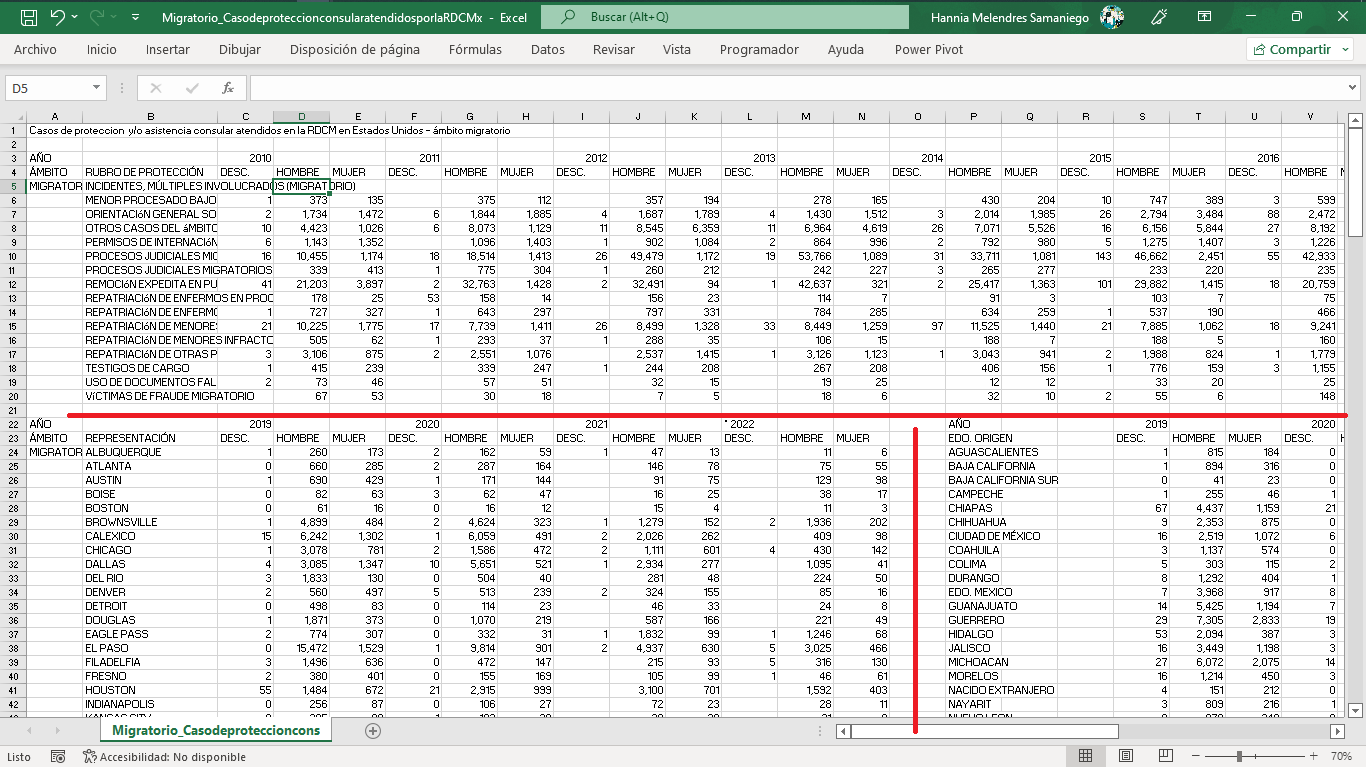 Migratorio_CasodeproteccionconsularatendidosporlaRDCMx - Excel
Buscar (Alt+Q)
Hannia Melendres Samaniego
Archivo Inicio Insertar Dibujar Disposición de página Fórmulas Datos Revisar Vista Programador Ayuda Power Pivot Compartir
D5 fx
A B C D E F G H I J K L M N O P Q R S T U V
1 Casos de proteccion y/o asistencia consular atendidos en la RDCM en Estados Unidos - ámbito migratorio
2
3 AÑO 2010 2011 2012 2013 2014 2015 2016
4 ÁMBITO RUBRO DE PROTECCIÓN DESC. HOMBRE MUJER DESC. HOMBRE MUJER DESC. HOMBRE MUJER DESC. HOMBRE MUJER DESC. HOMBRE MUJER DESC. HOMBRE MUJER DESC. HOMBRE
5 MIGRATOR INCIDENTES, MÚLTIPLES INVOLUCRADOS (MIGRATORIO)
6 MENOR PROCESADO BAJO 1 373 135 375 112 357 194 278 165 430 204 10 747 389 3 599
7 ORIENTACIóN GENERAL SO 2 1,734 1,472 6 1,844 1,885 4 1,687 1,789 4 1,430 1,512 3 2,014 1,985 26 2,794 3,484 88 2,472
8 OTROS CASOS DEL áMBITO 10 4,423 1,026 6 8,073 1,129 11 8,545 6,359 11 6,964 4,619 26 7,071 5,526 16 6,156 5,844 27 8,192
9 PERMISOS DE INTERNACIóN 6 1,143 1,352 1,096 1,403 1 902 1,084 2 864 996 2 792 980 5 1,275 1,407 3 1,226
10 PROCESOS JUDICIALES MIG 16 10,455 1,174 18 18,514 1,413 26 49,479 1,172 19 53,766 1,089 31 33,711 1,081 143 46,662 2,451 55 42,933
11 PROCESOS JUDICIALES MIGRATORIOS 339 413 1 775 304 1 260 212 242 227 3 265 277 233 220 235
12 REMOCIóN EXPEDITA EN PU 41 21,203 3,897 2 32,763 1,428 2 32,491 94 1 42,637 321 2 25,417 1,363 101 29,882 1,415 18 20,759
13 REPATRIACIóN DE ENFERMOS EN PROC 178 25 53 158 14 156 23 114 7 91 3 103 7 75
14 REPATRIACIóN DE ENFERMO 1 727 327 1 643 297 797 331 784 285 634 259 1 537 190 466
15 REPATRIACIóN DE MENORES 21 10,225 1,775 17 7,739 1,411 26 8,499 1,328 33 8,449 1,259 97 11,525 1,440 21 7,885 1,062 18 9,241
16 REPATRIACIóN DE MENORES INFRACTO 505 62 1 293 37 1 288 35 106 15 188 7 188 5 160
17 REPATRIACIóN DE OTRAS P 3 3,106 875 2 2,551 1,076 2,537 1,415 1 3,126 1,123 1 3,043 941 2 1,988 824 1 1,779
18 TESTIGOS DE CARGO 1 415 239 339 247 1 244 208 267 208 406 156 1 776 159 3 1,155
19 USO DE DOCUMENTOS FAL 2 73 46 57 51 32 15 19 25 12 12 33 20 25
20 VíCTIMAS DE FRAUDE MIGRATORIO 67 53 30 18 7 5 18 6 32 10 2 55 6 148
21
22 AÑO 2019 2020 2021 2022 AÑO 2019 2020
23 ÁMBITO REPRESENTACIÓN DESC. HOMBRE MUJER DESC. HOMBRE MUJER DESC. HOMBRE MUJER DESC. HOMBRE MUJER EDO. ORIGEN DESC. HOMBRE MUJER DESC.
24 MIGRATOR ALBUQUERQUE 1 260 173 2 162 59 1 47 13 11 6 AGUASCALIENTES 1 815 184 0
25 ATLANTA 0 660 285 2 287 164 146 78 75 55 BAJA CALIFORNIA 1 894 316 0
26 AUSTIN 1 690 429 1 171 144 91 75 129 98 BAJA CALIFORNIA SUR 0 41 23 0
27 BOISE 0 82 63 3 62 47 16 25 38 17 CAMPECHE 1 255 46 1
28 BOSTON 0 61 16 0 16 12 15 4 11 3 CHIAPAS 67 4,437 1,159 21
29 BROWNSVILLE 1 4,899 484 2 4,624 323 1 1,279 152 2 1,936 202 CHIHUAHUA 9 2,353 875 0
30 CALEXICO 15 6,242 1,302 1 6,059 491 2 2,026 262 409 98 CIUDAD DE MÉXICO 16 2,519 1,072 6
31 CHICAGO 1 3,078 781 2 1,586 472 2 1,111 601 4 430 142 COAHUILA 3 1,137 574 0
32 DALLAS 4 3,085 1,347 10 5,651 521 1 2,934 277 1,095 41 COLIMA 5 303 115 2
33 DEL RIO 3 1,833 130 0 504 40 281 48 224 50 DURANGO 8 1,292 404 1
34 DENVER 2 560 497 5 513 239 2 324 155 85 16 EDO. MEXICO 7 3,968 917 8
35 DETROIT 0 498 83 0 114 23 46 33 24 8 GUANAJUATO 14 5,425 1,194 7
36 DOUGLAS 1 1,871 373 0 1,070 219 587 166 221 49 GUERRERO 29 7,305 2,833 19
37 EAGLE PASS 2 774 307 0 332 31 1 1,832 99 1 1,246 68 HIDALGO 53 2,094 387 3
38 EL PASO 0 15,472 1,529 1 9,814 901 2 4,937 630 5 3,025 466 JALISCO 16 3,449 1,198 3
39 FILADELFIA 3 1,496 636 0 472 147 215 93 5 316 130 MICHOACAN 27 6,072 2,075 14
40 FRESNO 2 380 401 0 155 169 105 99 1 46 61 MORELOS 16 1,214 450 3
41 HOUSTON 55 1,484 672 21 2,915 999 3,100 701 1,592 403 NACIDO EXTRANJERO 4 151 212 0
42 INDIANAPOLIS 0 256 87 0 106 27 72 23 28 11 NAYARIT 3 809 216 1
Migratorio_Casodeproteccioncons
Listo Accesibilidad: No disponible 70%